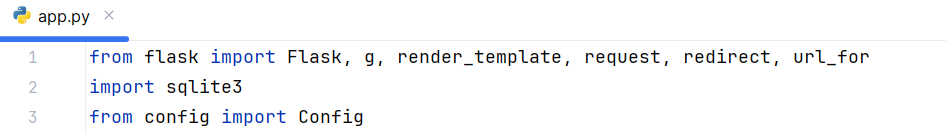 app.py
1 from flask import Flask, g, render_template, request, redirect, url_for
2 import sqlite3
3 from config import Config